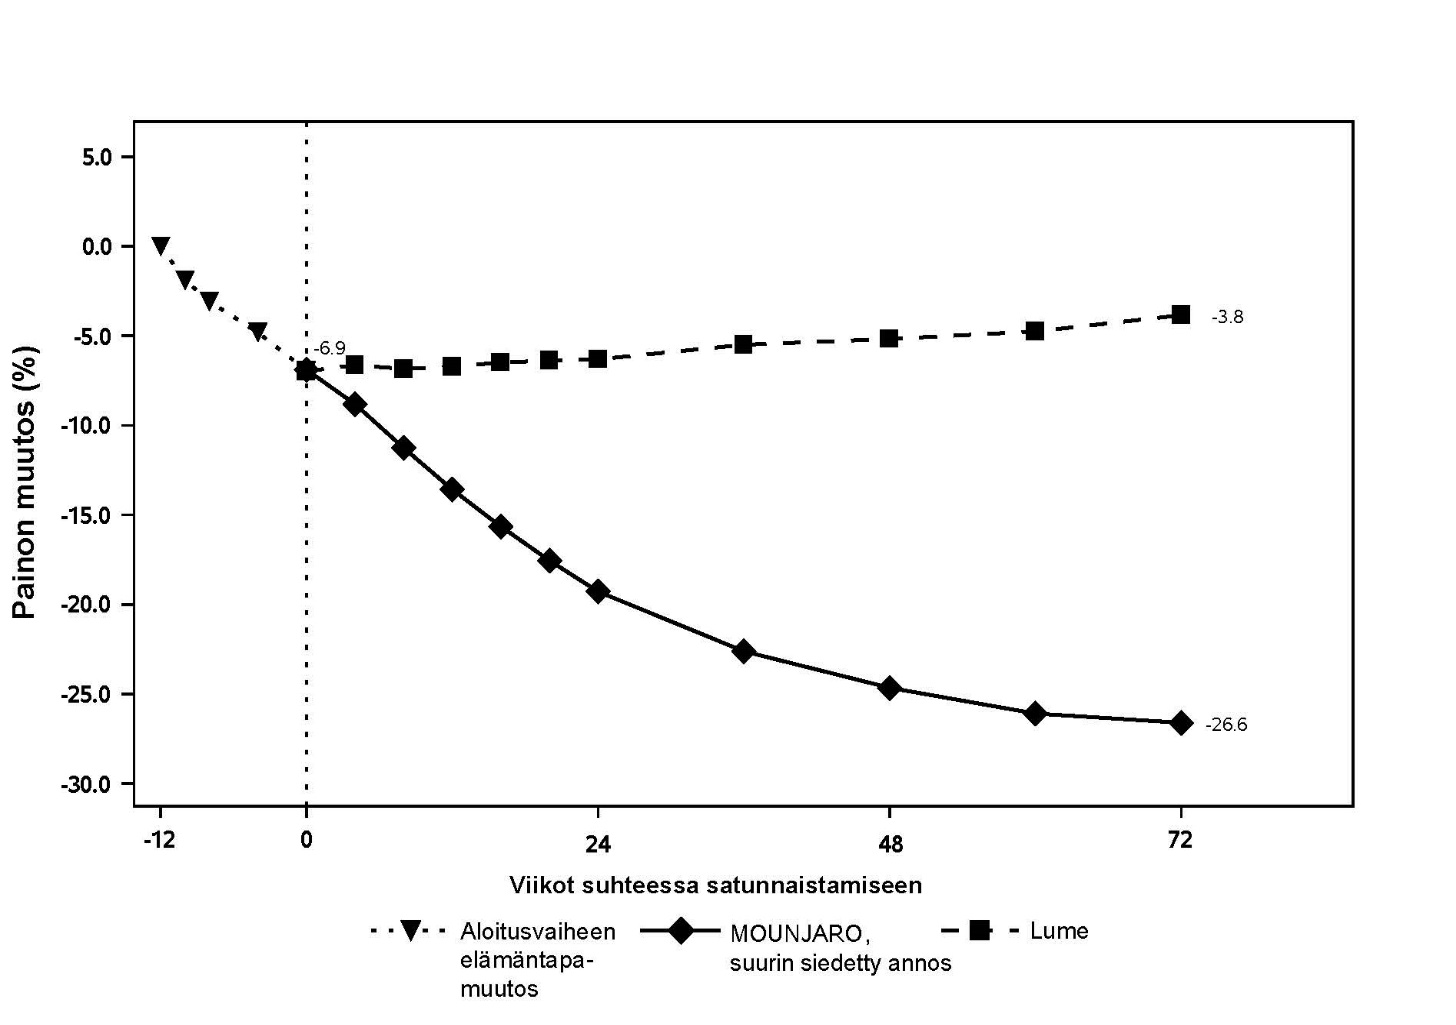 5.0
0.0
-5.0
-10.0
-15.0
-20.0
-25.0
-30.0
Painon muutos (%)
-6.9
-3.8
-26.6
-12 0 24 48 72
Viikot suhteessa satunnaistamiseen
Aloitusvaiheen
elämäntapa-
muutos
MOUNJARO,
suurin siedetty annos
Lume